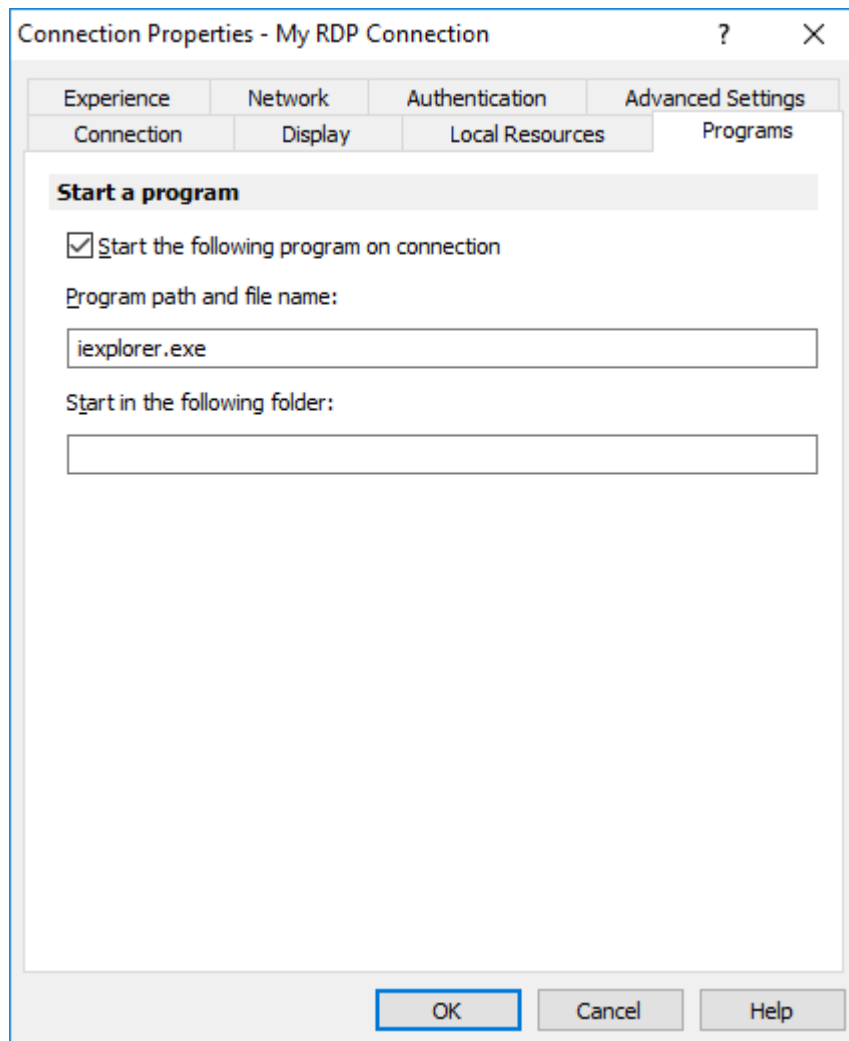 Connection Properties - My RDP Connection ?
Experience Network Authentication Advanced Settings
Connection Display Local Resources Programs
Start a program
Start the following program on connection
Program path and file name:
iexplorer.exe
Start in the following folder:
OK Cancel Help